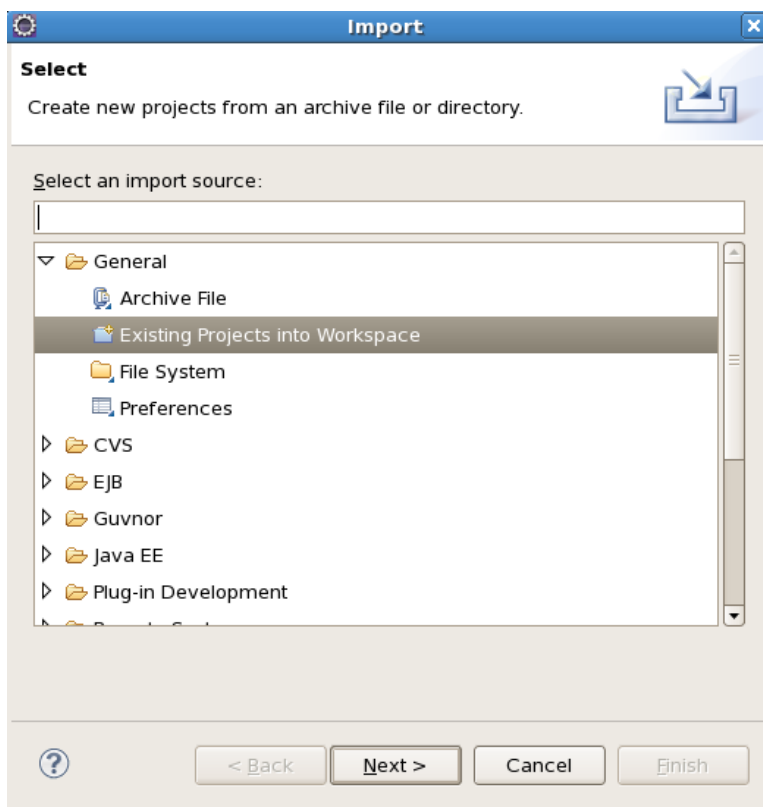 Import
Select
Create new projects from an archive file or directory.
Select an import source:
General
Archive File
Existing Projects into Workspace
File System
Preferences
CVS
EJB
Guvnor
Java EE
Plug-in Development
? < Back Next > Cancel Finish